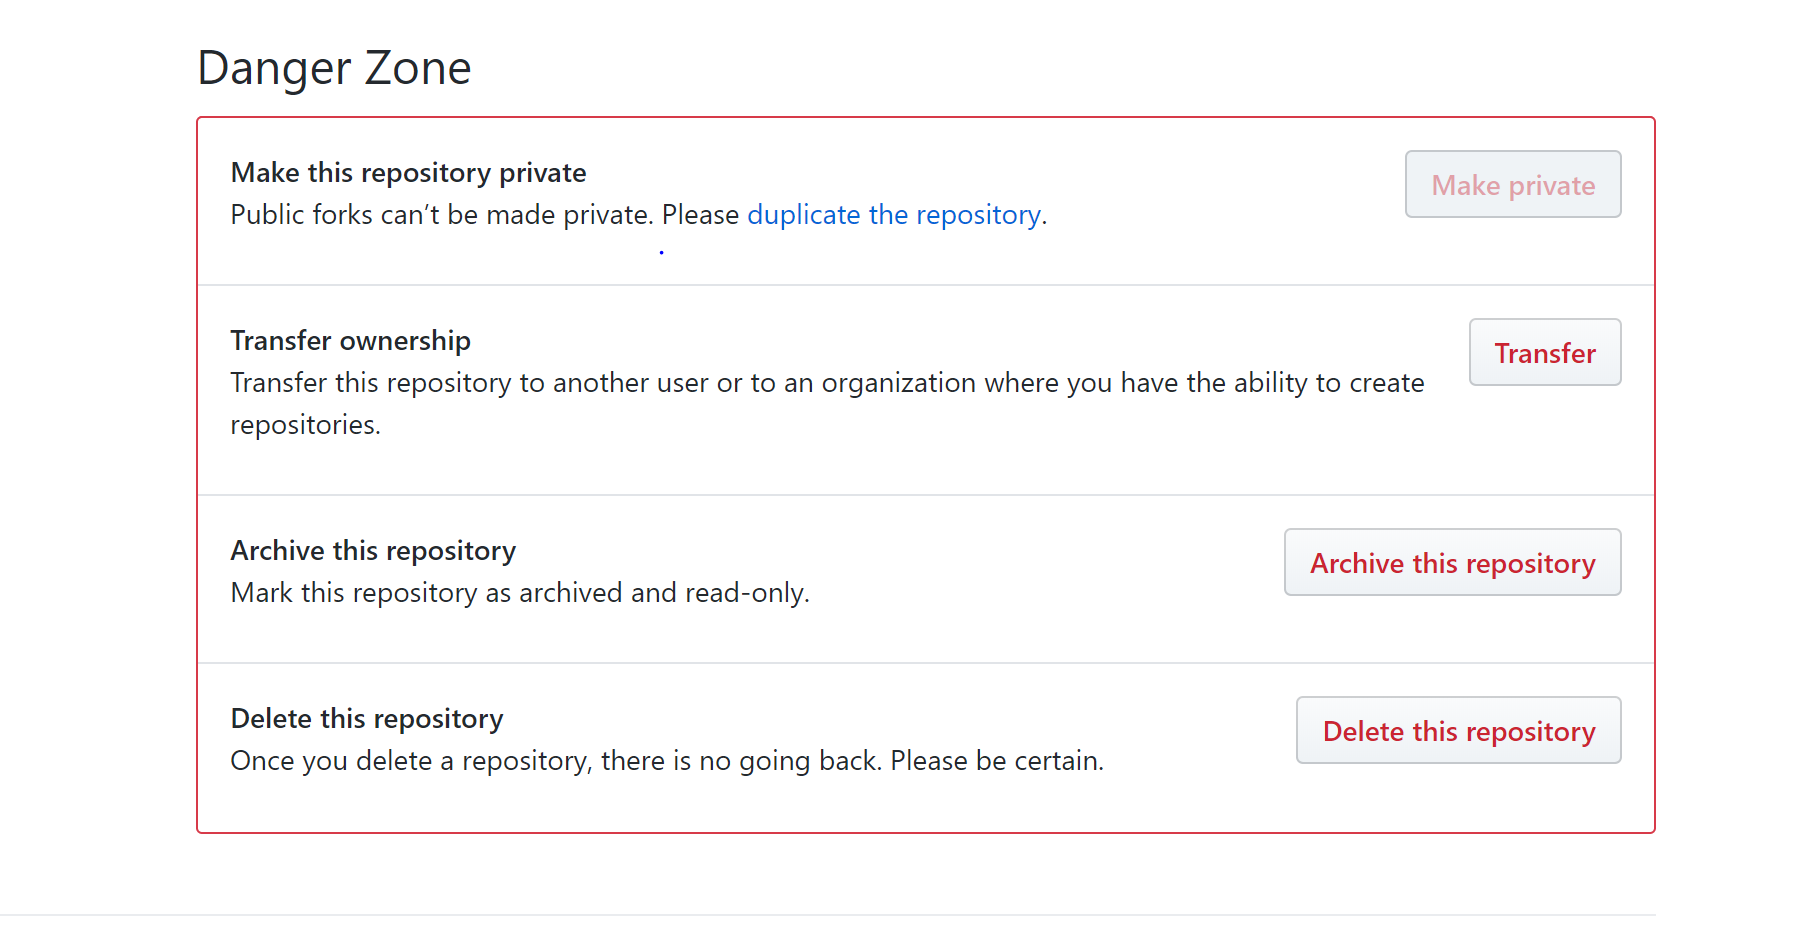 Danger Zone
Make this repository private
Public forks can’t be made private. Please duplicate the repository.
Make private
Transfer ownership
Transfer this repository to another user or to an organization where you have the ability to create
repositories.
Transfer
Archive this repository
Mark this repository as archived and read-only.
Archive this repository
Delete this repository
Once you delete a repository, there is no going back. Please be certain.
Delete this repository